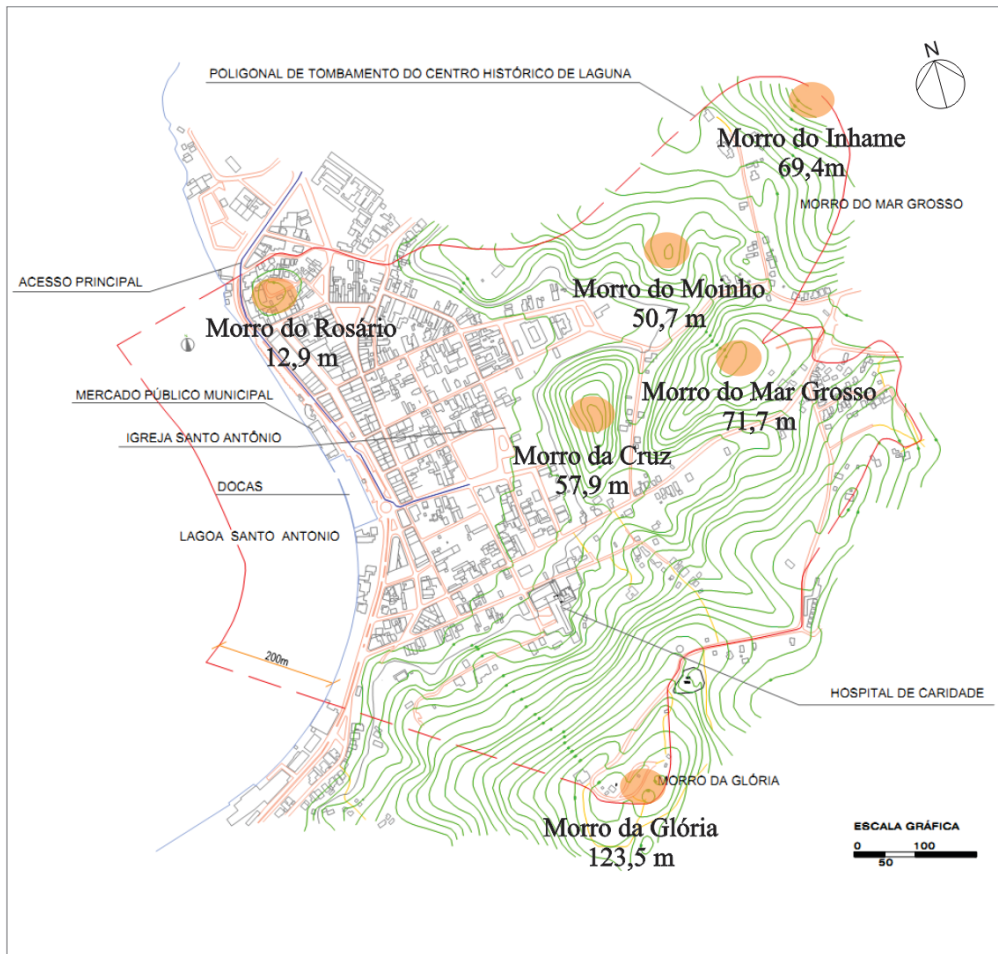 N
POLIGONAL DE TOMBAMENTO DO CENTRO HISTÓRICO DE LAGUNA
Morro do Inhame
69,4m
MORRO DO MAR GROSSO
ACESSO PRINCIPAL
Morro do Moinho
50,7 m
Morro do Rosário
12,9 m
Morro do Mar Grosso
71,7 m
MERCADO PÚBLICO MUNICIPAL
IGREJA SANTO ANTÔNIO
Morro da Cruz
57,9 m
DOCAS
LAGOA SANTO ANTONIO
200m
HOSPITAL DE CARIDADE
MORRO DA GLÓRIA
Morro da Glória
123,5 m
ESCALA GRÁFICA
0 100
50